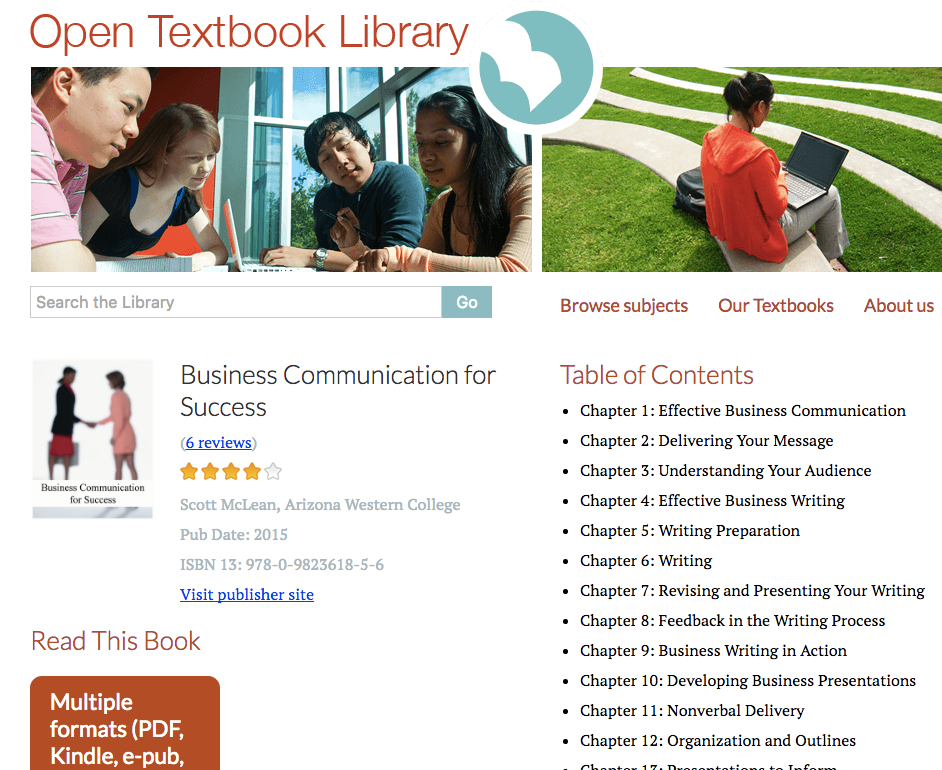 Open Textbook Library
Search the Library
Go
Browse subjects
Our Textbooks
About us
Business Communication
for Success
Business Communication for
Success
(6 reviews)
Scott McLean, Arizona Western College
Pub Date: 2015
ISBN 13: 978-0-9823618-5-6
Visit publisher site
Read This Book
Multiple
formats (PDF,
Kindle, e-pub,
Table of Contents
• Chapter 1: Effective Business Communication
• Chapter 2: Delivering Your Message
• Chapter 3: Understanding Your Audience
• Chapter 4: Effective Business Writing
• Chapter 5: Writing Preparation
• Chapter 6: Writing
• Chapter 7: Revising and Presenting Your Writing
• Chapter 8: Feedback in the Writing Process
• Chapter 9: Business Writing in Action
• Chapter 10: Developing Business Presentations
• Chapter 11: Nonverbal Delivery
• Chapter 12: Organization and Outlines
• Chapter 13: Presentations to Inform